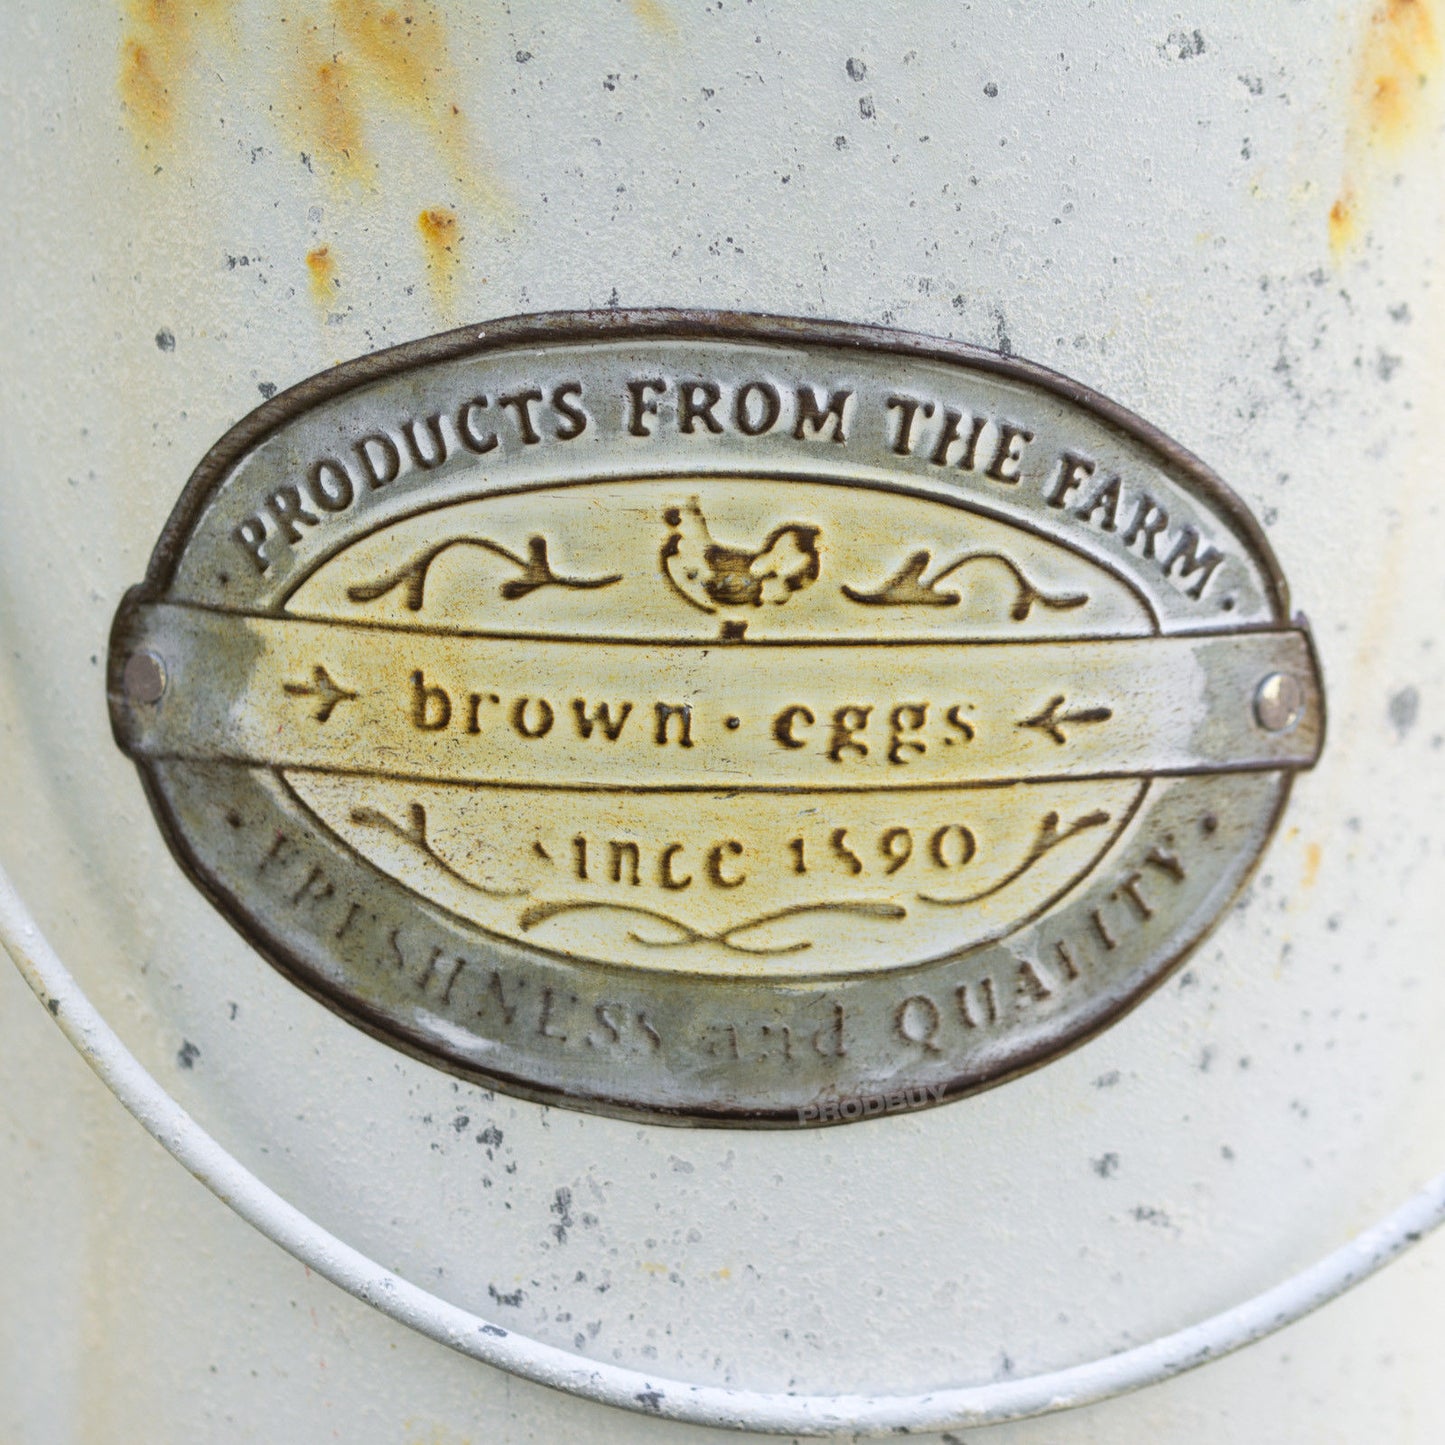 · PRODUCTS FROM THE FARM ·
brown · eggs
since 1890
· FRESHNESS and QUALITY ·
PRODBUY